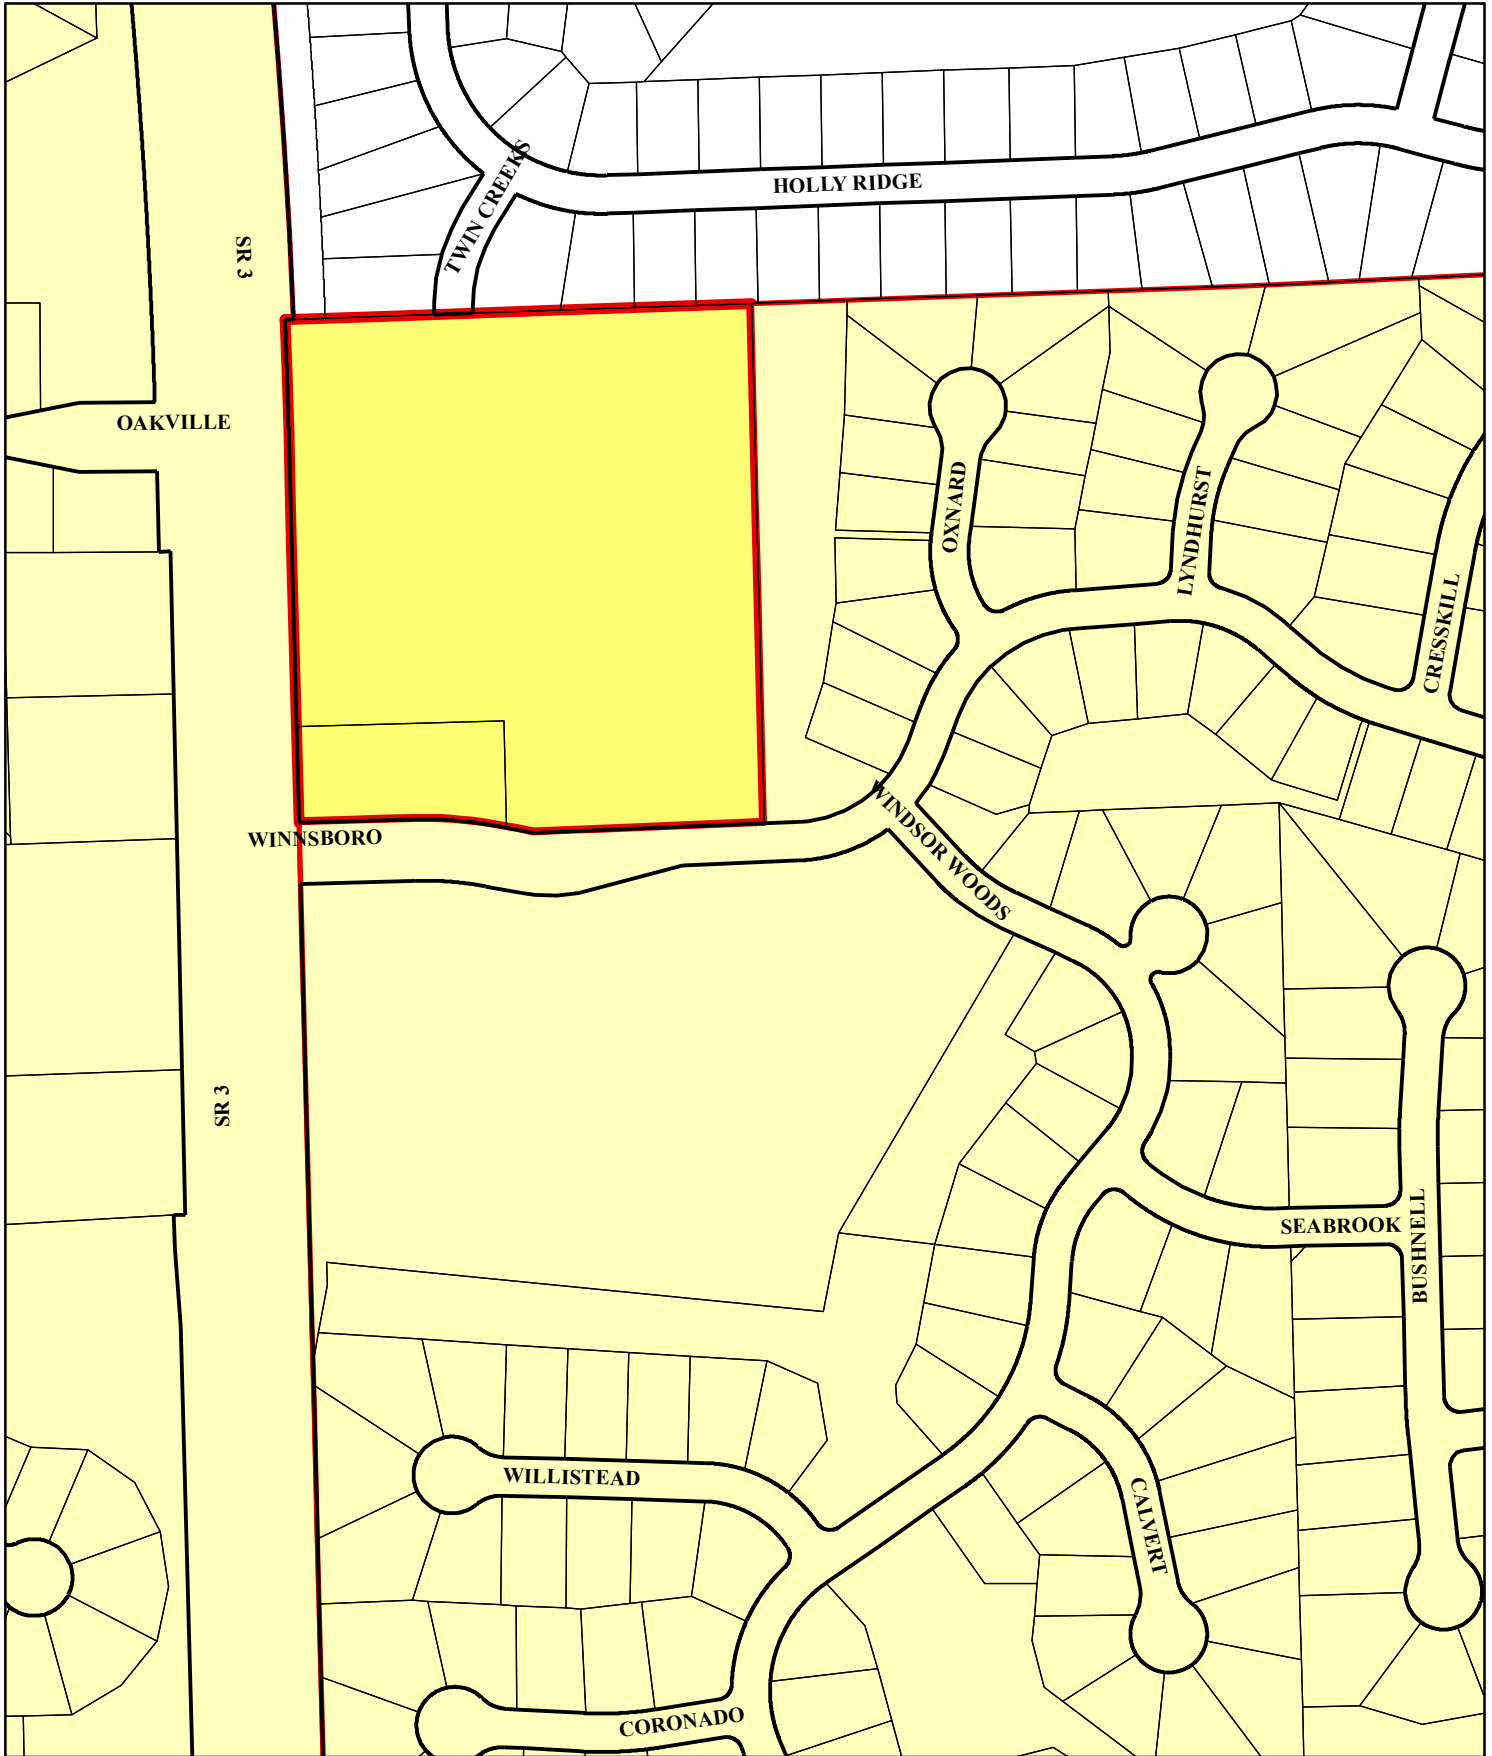 TWIN CREEKS
HOLLY RIDGE
SR 3
OAKVILLE
OXNARD
LYNDHURST
CRESSKILL
WINNSBORO
WINDSOR WOODS
SR 3
SEABROOK
BUSHNELL
WILLISTEAD
CALVERT
CORONADO